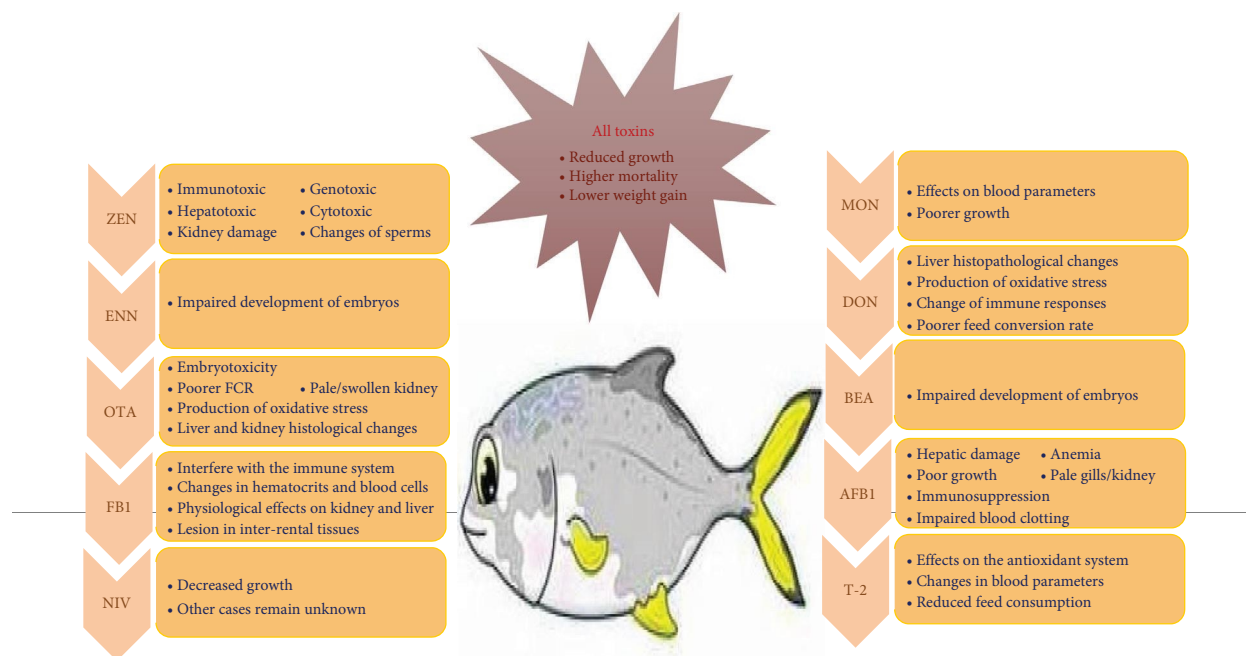 All toxins
• Reduced growth
• Higher mortality
• Lower weight gain
ZEN
• Immunotoxic • Genotoxic
• Hepatotoxic • Cytotoxic
• Kidney damage • Changes of sperms
ENN
• Impaired development of embryos
OTA
• Embryotoxicity
• Poorer FCR • Pale/swollen kidney
• Production of oxidative stress
• Liver and kidney histological changes
FB1
• Interfere with the immune system
• Changes in hematocrits and blood cells
• Physiological effects on kidney and liver
• Lesion in inter-rental tissues
NIV
• Decreased growth
• Other cases remain unknown
MON
• Effects on blood parameters
• Poorer growth
DON
• Liver histopathological changes
• Production of oxidative stress
• Change of immune responses
• Poorer feed conversion rate
BEA
• Impaired development of embryos
AFB1
• Hepatic damage • Anemia
• Poor growth • Pale gills/kidney
• Immunosuppression
• Impaired blood clotting
T-2
• Effects on the antioxidant system
• Changes in blood parameters
• Reduced feed consumption